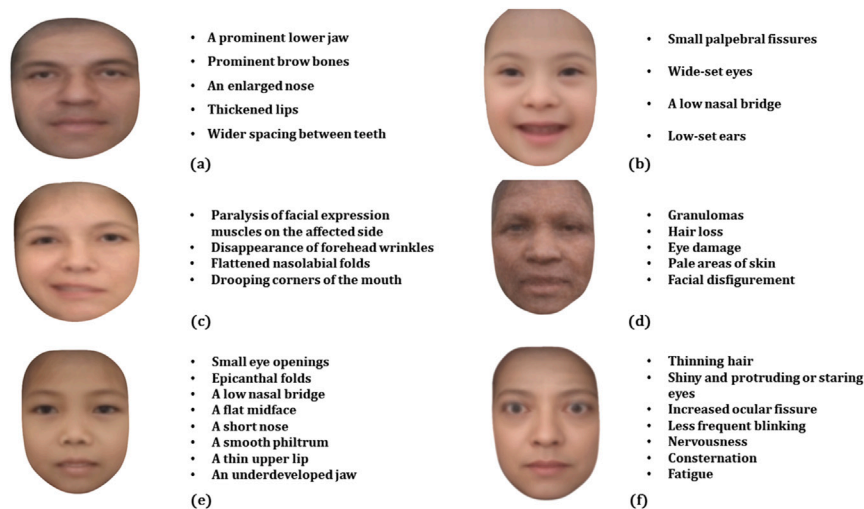 A prominent lower jaw
Prominent brow bones
An enlarged nose
Thickened lips
Wider spacing between teeth
(a)
Small palpebral fissures
Wide-set eyes
A low nasal bridge
Low-set ears
(b)
Paralysis of facial expression
muscles on the affected side
Disappearance of forehead wrinkles
Flattened nasolabial folds
Drooping corners of the mouth
(c)
Granulomas
Hair loss
Eye damage
Pale areas of skin
Facial disfigurement
(d)
Small eye openings
Epicanthal folds
A low nasal bridge
A flat midface
A short nose
A smooth philtrum
A thin upper lip
An underdeveloped jaw
(e)
Thinning hair
Shiny and protruding or staring
eyes
Increased ocular fissure
Less frequent blinking
Nervousness
Consternation
Fatigue
(f)